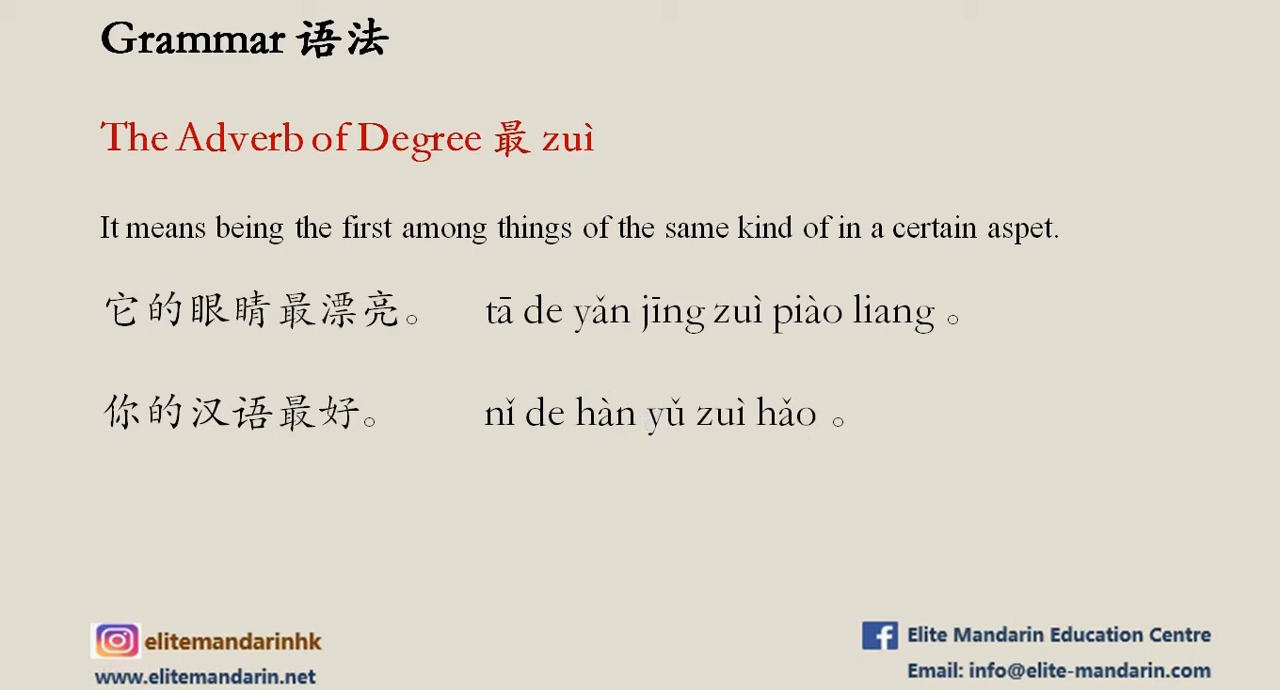 Grammar 语法
The Adverb of Degree 最 zuì
It means being the first among things of the same kind of in a certain aspet.
它的眼睛最漂亮。 tā de yǎn jīng zuì piào liang 。
你的汉语最好。 nǐ de hàn yǔ zuì hǎo 。
elitemandarinhk
www.elitemandarin.net
Elite Mandarin Education Centre
Email: info@elite-mandarin.com